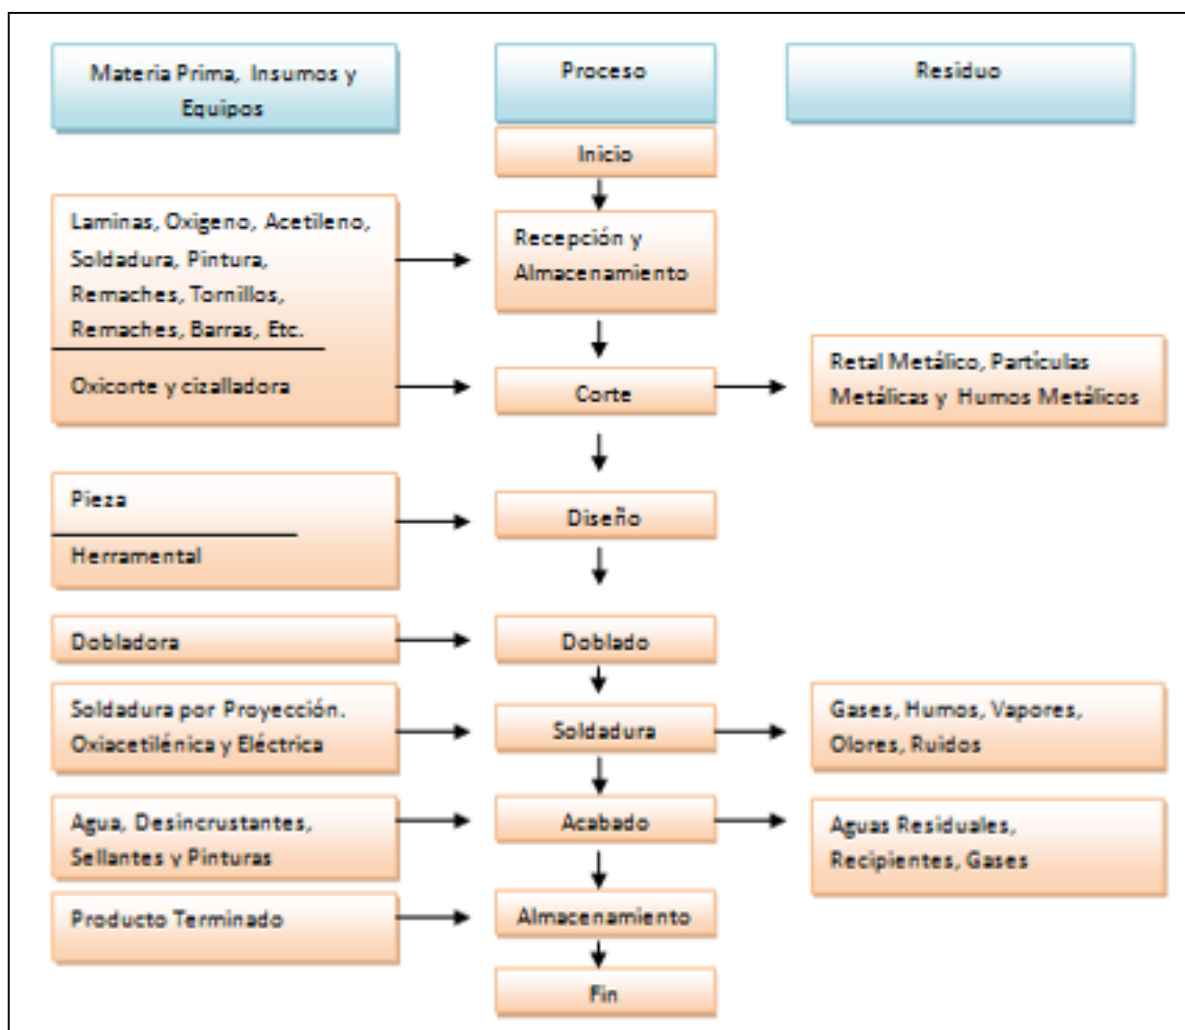 Materia Prima, Insumos y
Equipos
Proceso
Residuo
Inicio
Laminas, Oxigeno, Acetileno,
Soldadura, Pintura,
Remaches, Tornillos,
Remaches, Barras, Etc.
Recepción y
Almacenamiento
Oxicorte y cizalladora
Corte
Retal Metálico, Partículas
Metálicas y Humos Metálicos
Pieza
Herramental
Diseño
Dobladora
Doblado
Soldadura por Proyección.
Oxiacetilénica y Eléctrica
Soldadura
Gases, Humos, Vapores,
Olores, Ruidos
Agua, Desincrustantes,
Sellantes y Pinturas
Acabado
Aguas Residuales,
Recipientes, Gases
Producto Terminado
Almacenamiento
Fin